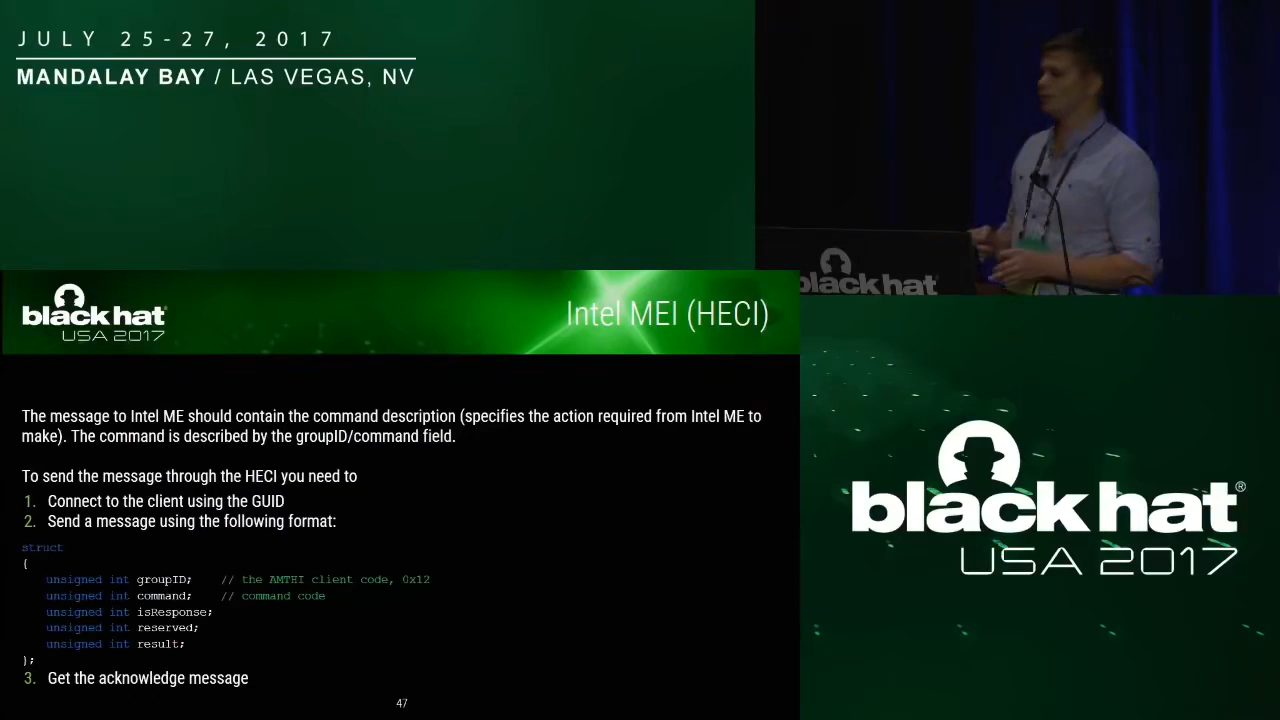 JULY 25-27, 2017
MANDALAY BAY / LAS VEGAS, NV
black hat
black hat
USA 2017
Intel MEI (HECI)
The message to Intel ME should contain the command description (specifies the action required from Intel ME to
make). The command is described by the groupID/command field.
To send the message through the HECI you need to
1. Connect to the client using the GUID
2. Send a message using the following format:
struct
{
unsigned int groupID; // the AMTHI client code, 0x12
unsigned int command; // command code
unsigned int isResponse;
unsigned int reserved;
unsigned int result;
};
3. Get the acknowledge message
47
black hat®
USA 2017